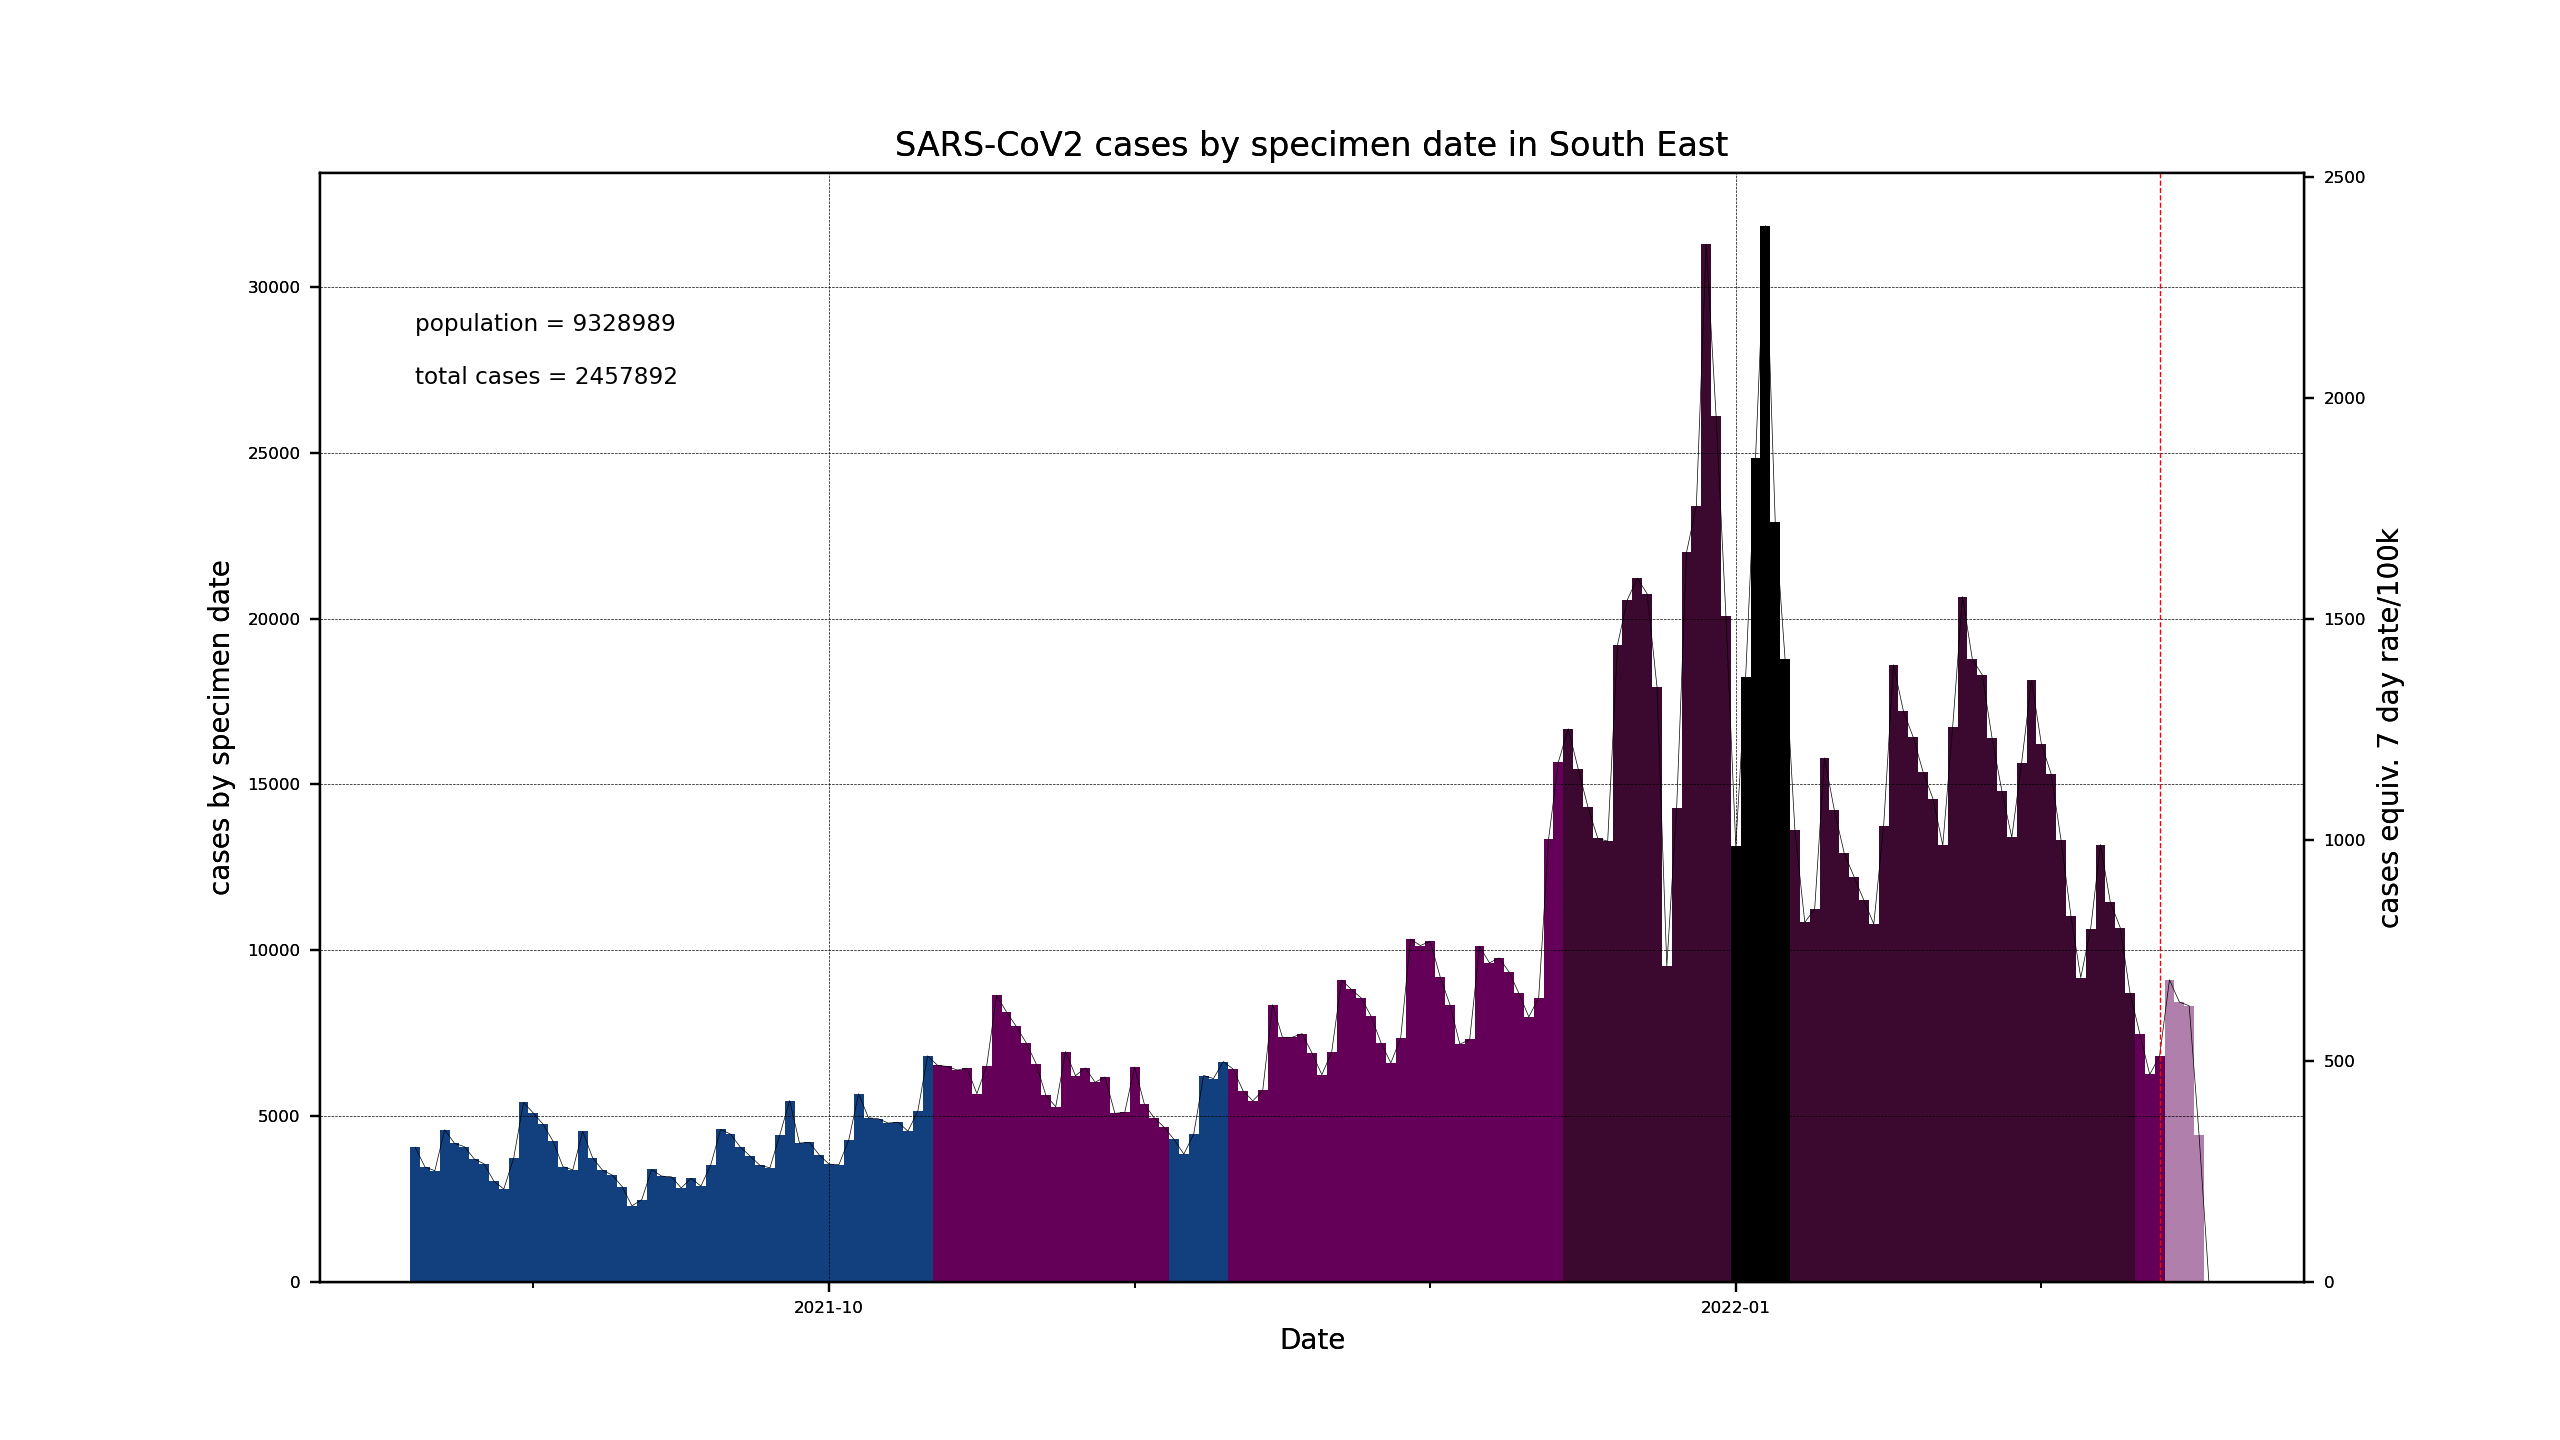 SARS-CoV2 cases by specimen date in South East
population = 9328989
total cases = 2457892
cases by specimen date
30000
25000
20000
15000
10000
5000
0
2500
2000
1500
1000
500
0
cases equiv. 7 day rate/100k
2021-10
2022-01
Date